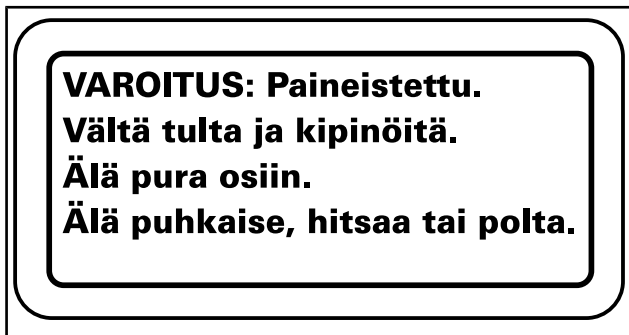 VAROITUS: Paineistettu.
Vältä tulta ja kipinöitä.
Älä pura osiin.
Älä puhkaise, hitsaa tai polta.